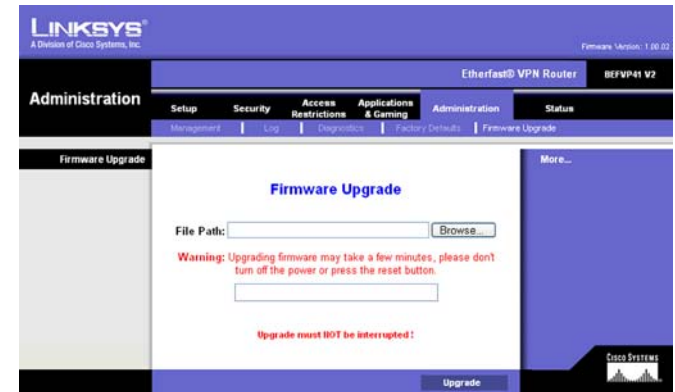 LINKSYS®
A Division of Cisco Systems, Inc.
Firmware Version: 1.00.02
Etherfast® VPN Router
BEFVP41 V2
Administration
Setup
Security
Access Restrictions
Applications & Gaming
Administration
Status
Management | Log | Diagnostics | Factory Defaults | Firmware Upgrade
Firmware Upgrade
More...
Firmware Upgrade
File Path:
Browse...
Warning: Upgrading firmware may take a few minutes, please don't
turn off the power or press the reset button.
Upgrade must NOT be interrupted !
Upgrade
CISCO SYSTEMS